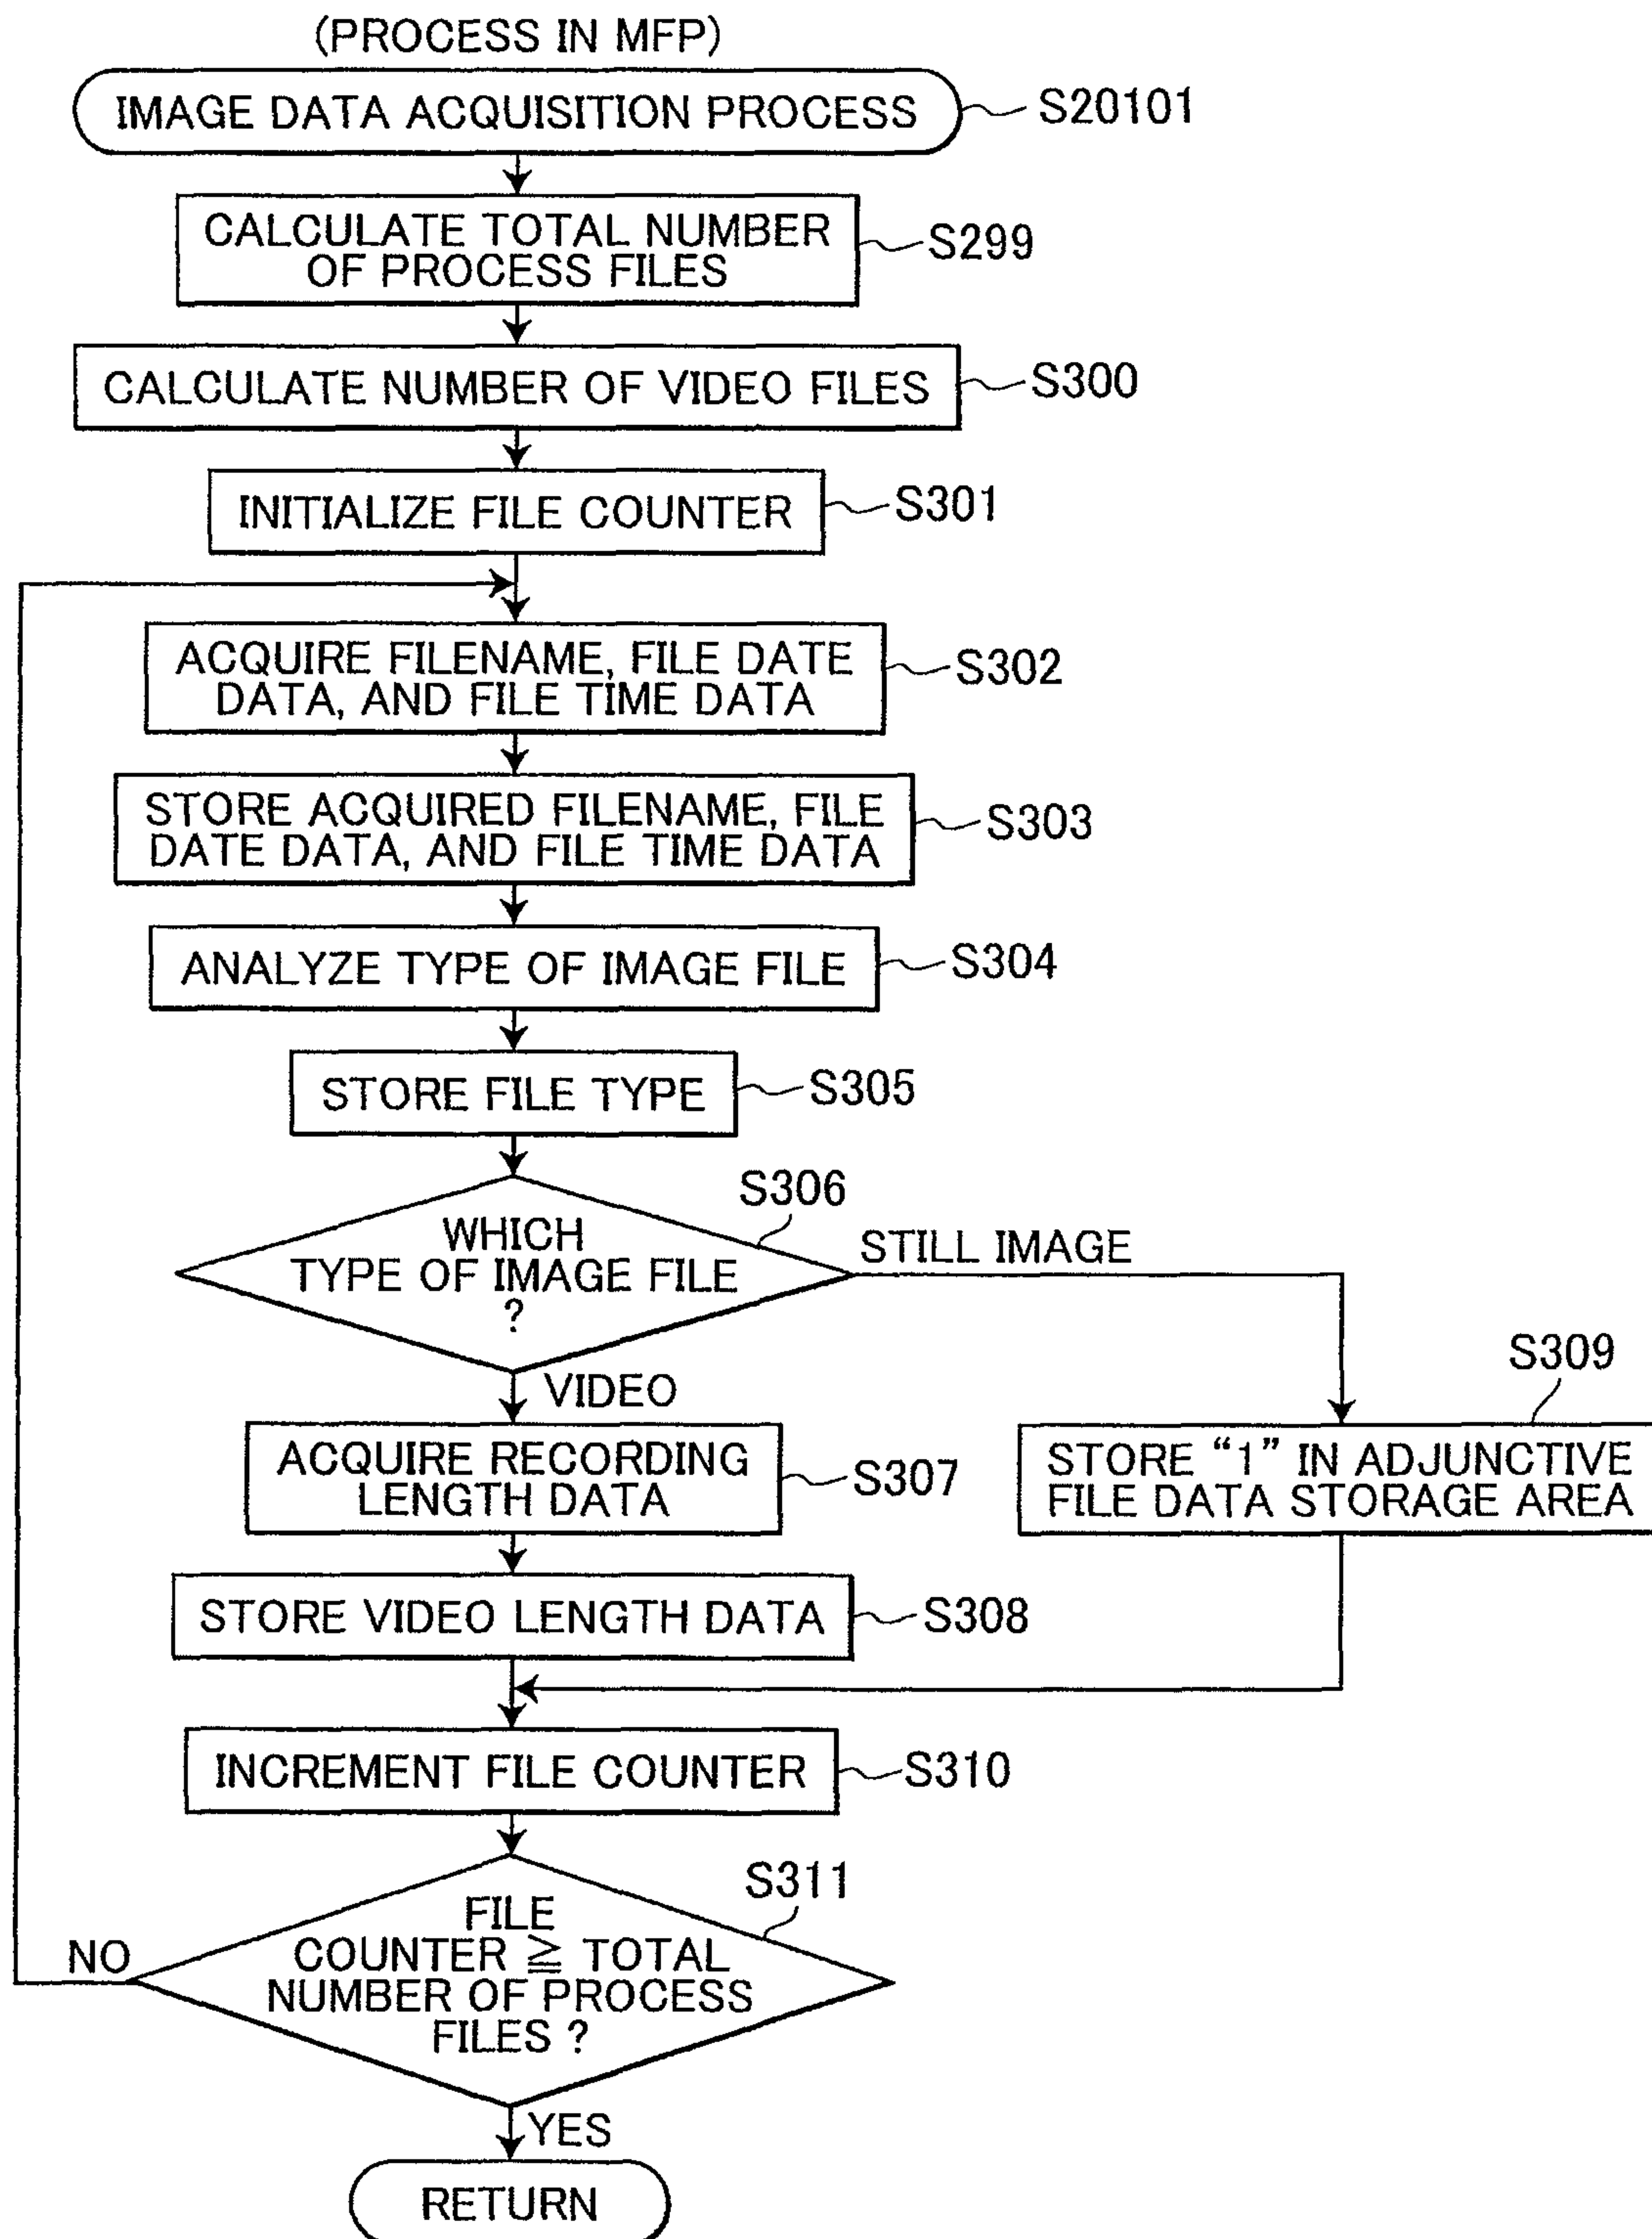 (PROCESS IN MFP)
IMAGE DATA ACQUISITION PROCESS
S20101
CALCULATE TOTAL NUMBER
OF PROCESS FILES
S299
CALCULATE NUMBER OF VIDEO FILES
S300
INITIALIZE FILE COUNTER
S301
ACQUIRE FILENAME, FILE DATE
DATA, AND FILE TIME DATA
S302
STORE ACQUIRED FILENAME, FILE
DATE DATA, AND FILE TIME DATA
S303
ANALYZE TYPE OF IMAGE FILE
S304
STORE FILE TYPE
S305
S306
WHICH
TYPE OF IMAGE FILE
?
STILL IMAGE
VIDEO
ACQUIRE RECORDING
LENGTH DATA
S307
S309
STORE “1” IN ADJUNCTIVE
FILE DATA STORAGE AREA
STORE VIDEO LENGTH DATA
S308
INCREMENT FILE COUNTER
S310
S311
FILE
COUNTER ≧ TOTAL
NUMBER OF PROCESS
FILES ?
NO
YES
RETURN